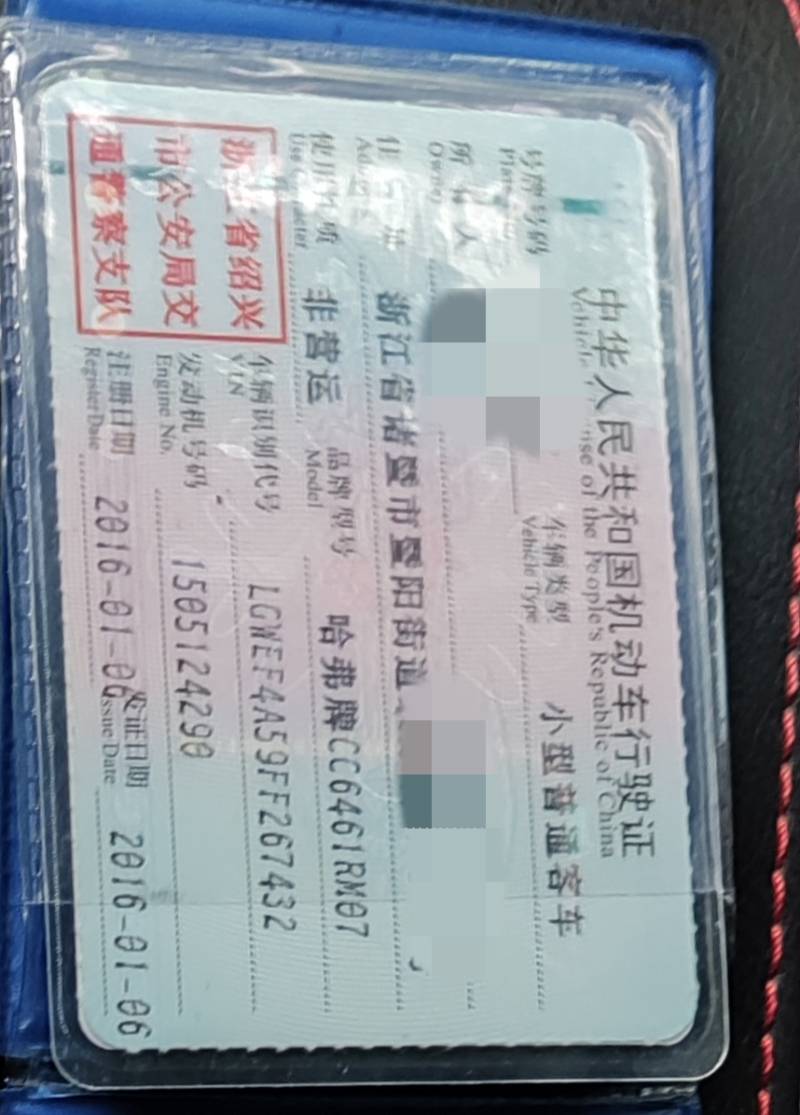 中华人民共和国机动车行驶证
Vehicle License of the People's Republic of China
号牌号码 车辆类型 小型普通客车
Plate Vehicle Type
所有人
Owner
住址 浙江省诸暨市暨阳街道
使用性质 非营运 品牌型号 哈弗牌CC6461RM07
Use Character Model
浙江省绍兴
市公安局交
通警察支队
车辆识别代号 LGWEF4A59FF267432
VIN
发动机号码 1505124290
Engine No.
注册日期 2016-01-06 发证日期 2016-01-06
Register Date Issue Date